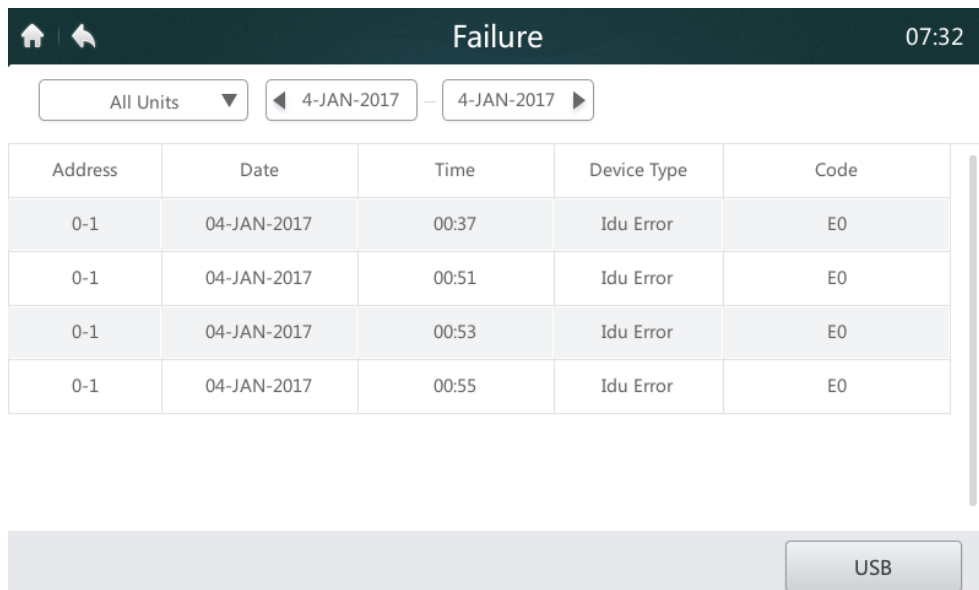 Failure 07:32
All Units 4-JAN-2017 – 4-JAN-2017
Address Date Time Device Type Code
0-1 04-JAN-2017 00:37 Idu Error E0
0-1 04-JAN-2017 00:51 Idu Error E0
0-1 04-JAN-2017 00:53 Idu Error E0
0-1 04-JAN-2017 00:55 Idu Error E0
USB